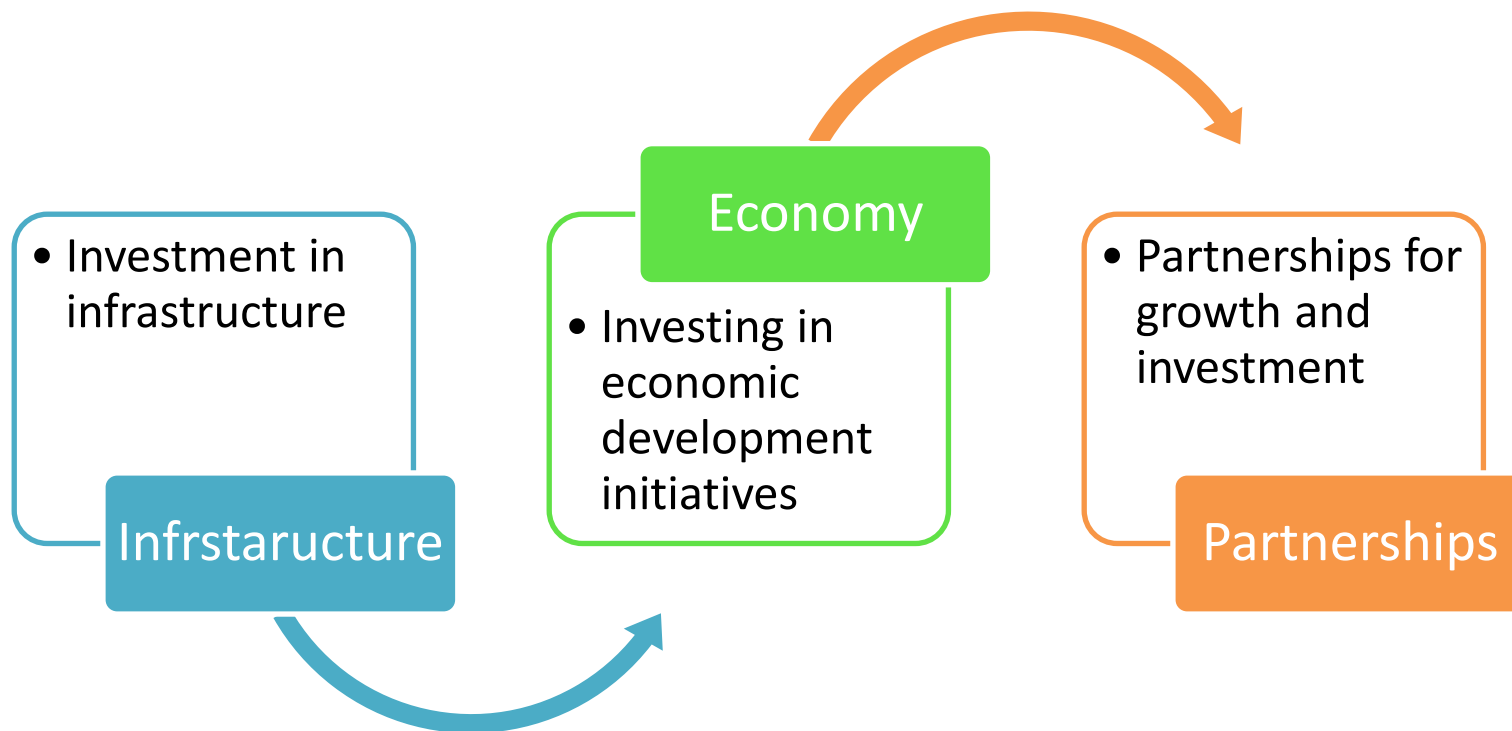 • Investment in
infrastructure
Infrstaructure
Economy
• Investing in
economic
development
initiatives
• Partnerships for
growth and
investment
Partnerships